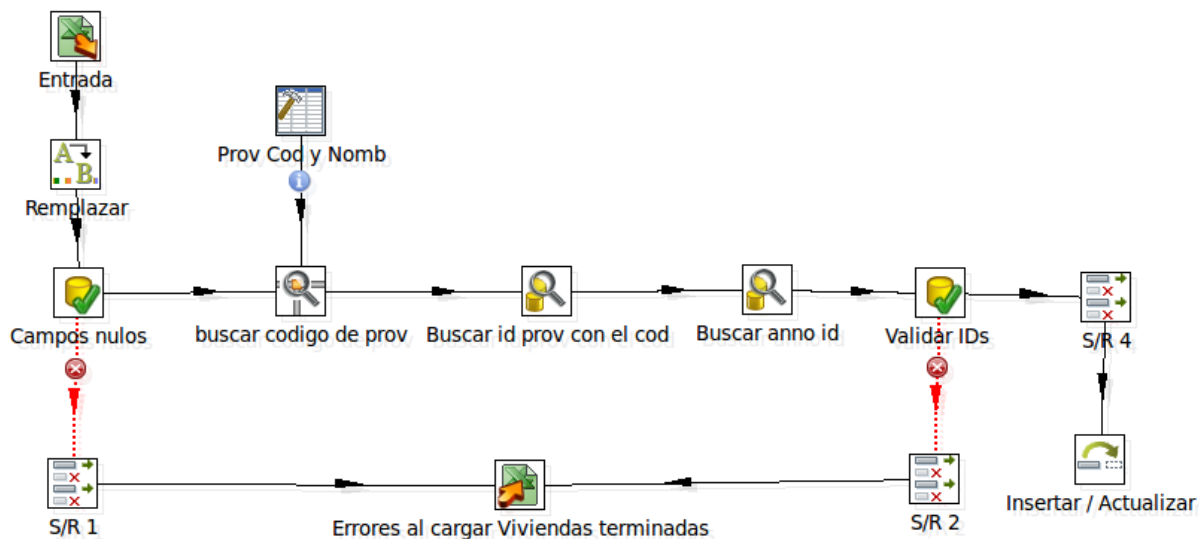 Entrada
Prov Cod y Nomb
Remplazar
Campos nulos
buscar codigo de prov
Buscar id prov con el cod
Buscar anno id
Validar IDs
S/R 4
S/R 1
Errores al cargar Viviendas terminadas
S/R 2
Insertar / Actualizar